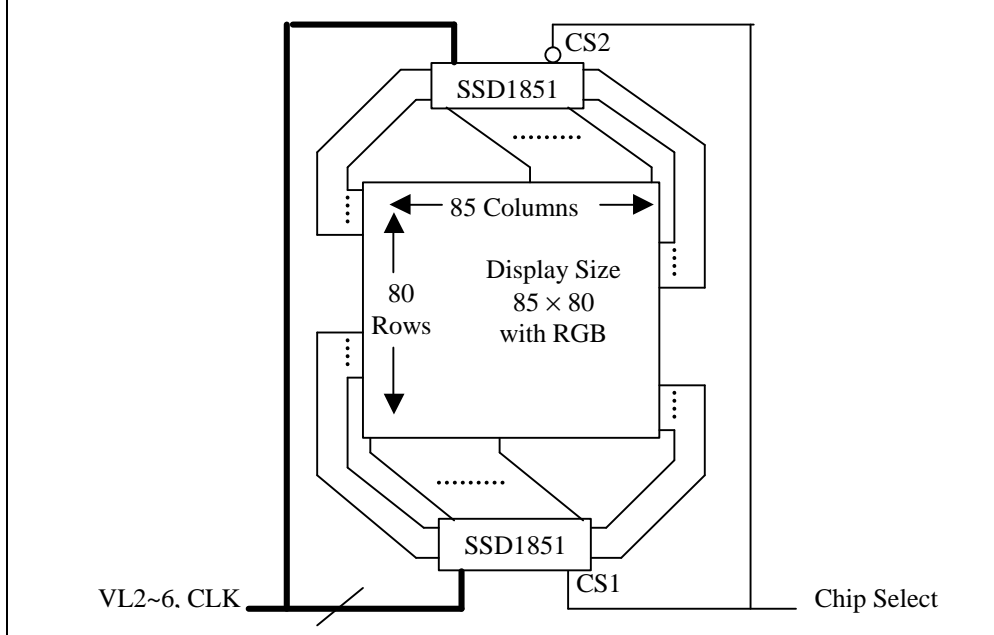 CS2
SSD1851
85 Columns
80
Rows
Display Size
85 × 80
with RGB
SSD1851
CS1
VL2~6, CLK
Chip Select